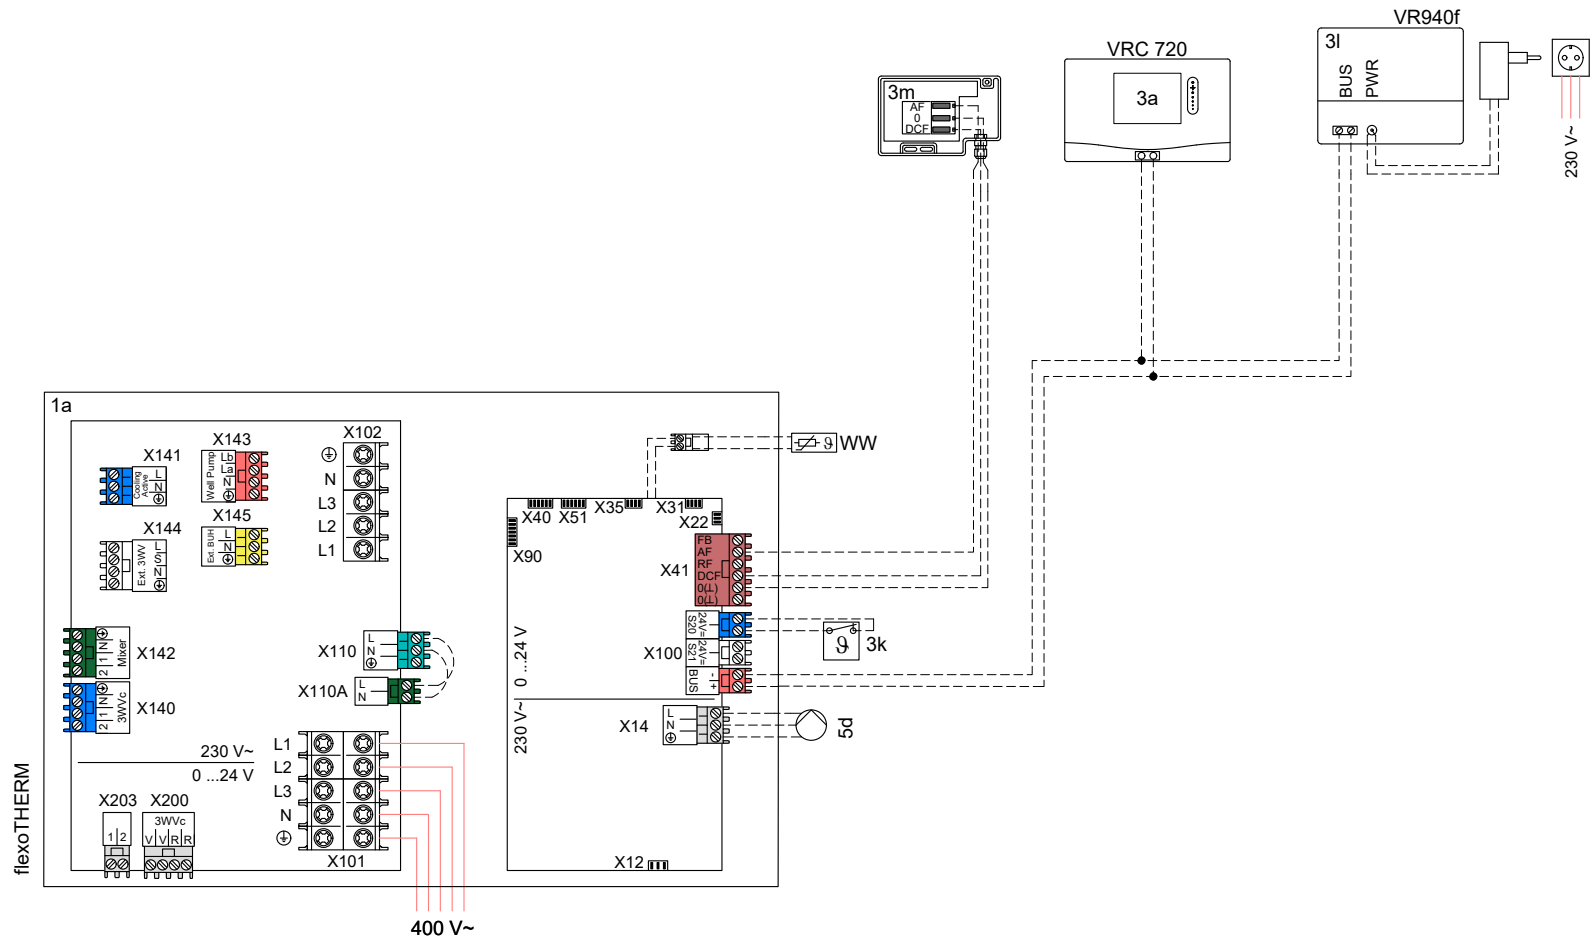 VR940f
3l
BUS
PWR
230 V~
VRC 720
3a
3m
AF
0
DCF
1a
X141
Cooling
Active
L
N
X143
Well Pump
Lb
La
N
X102
N
L3
L2
L1
X144
Ext. 3WV
L
S
N
X145
Ext. BUH
L
N
X142
N
1
2
Mixer
X140
N
1
2
3WVc
X110
L
N
X110A
L
N
230 V~
0 ...24 V
X203
1 2
X200
3WVc
V V R R
L1
L2
L3
N
X101
400 V~
flexoTHERM
WW
X40
X51
X35
X31
X22
X90
X41
FB
AF
RF
DCF
0(⊥)
0(⊥)
X100
S20
24V=
S21
24V=
BUS
-
+
3k
0 ...24 V
230 V~
X14
L
N
5d
X12